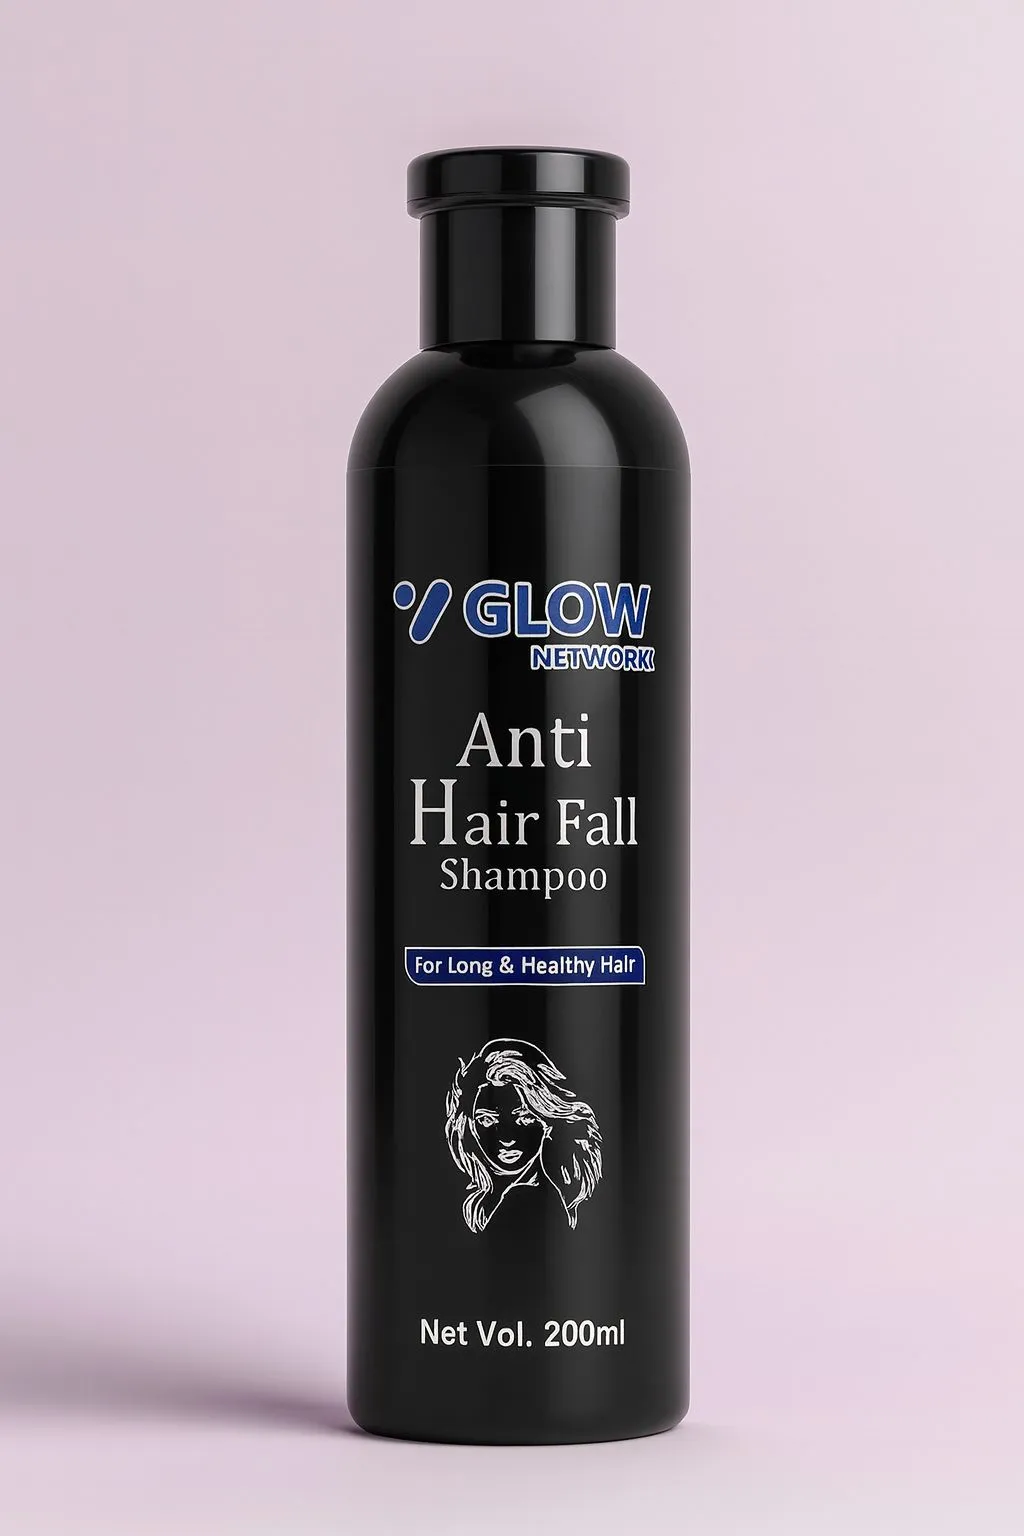 GLOW
NETWORK
Anti
Hair Fall
Shampoo
For Long & Healthy Hair
Net Vol. 200ml